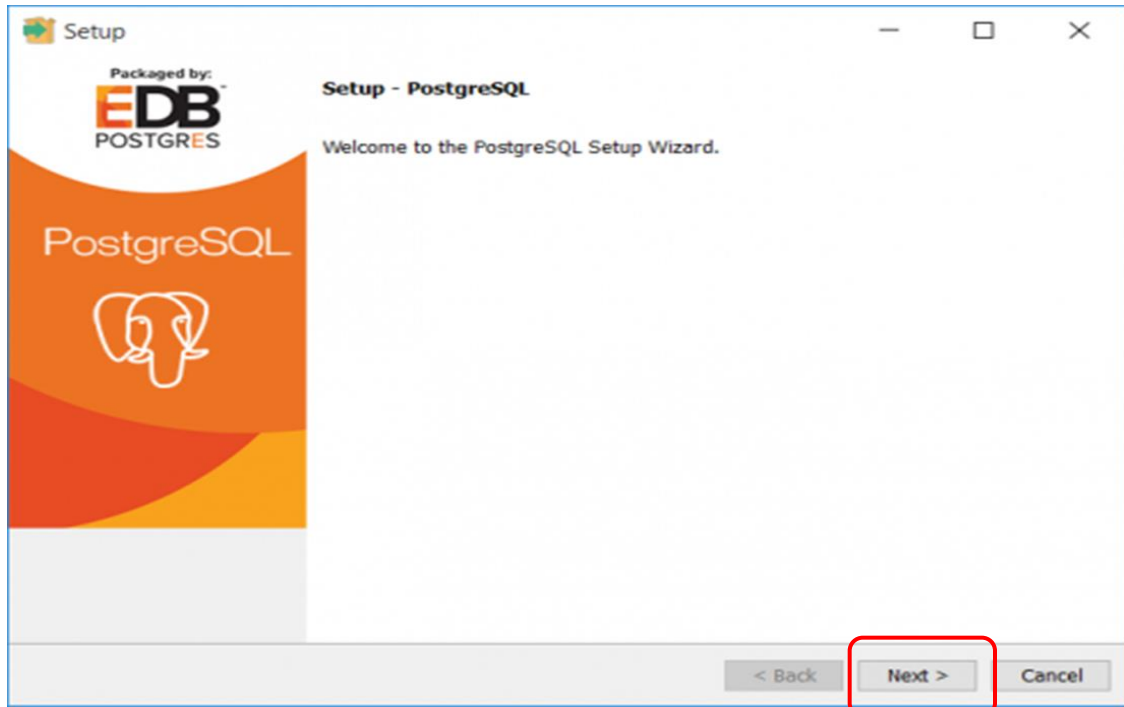 Setup
Packaged by:
EDB
POSTGRES
PostgreSQL
Setup - PostgreSQL
Welcome to the PostgreSQL Setup Wizard.
< Back
Next >
Cancel